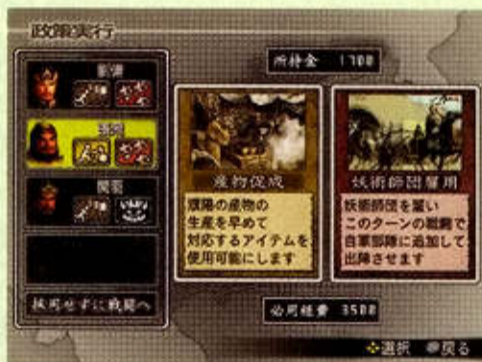 政策実行
所持金 1700
劉備
張飛
関羽
採用せずに戦闘へ
産物促成
濮陽の産物の
生産を早めて
対応するアイテムを
使用可能にします
妖術師団雇用
妖術師団を雇い
このターンの戦闘で
自軍部隊に追加して
出陣させます
必用経費 3500
選択 戻る